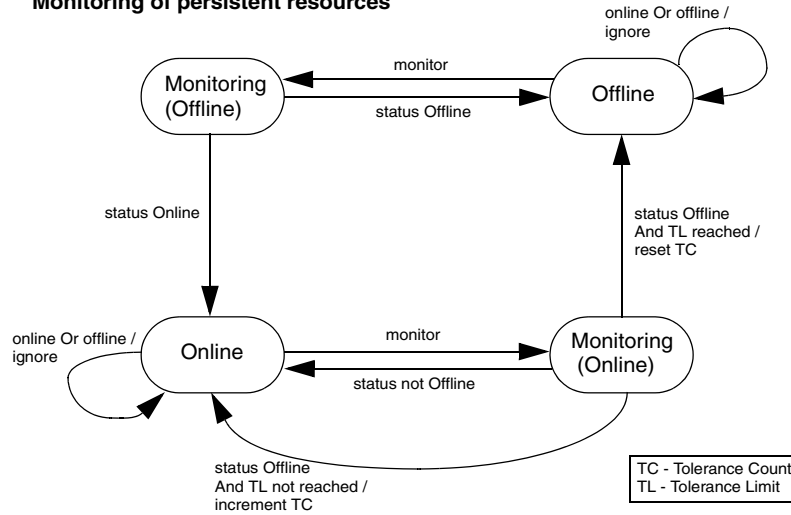 Monitoring of persistent resources
online Or offline /
ignore
monitor
Monitoring
(Offline)
Offline
status Offline
status Online
status Offline
And TL reached /
reset TC
online Or offline /
ignore
Online
monitor
Monitoring
(Online)
status not Offline
status Offline
And TL not reached /
increment TC
TC - Tolerance Count
TL - Tolerance Limit